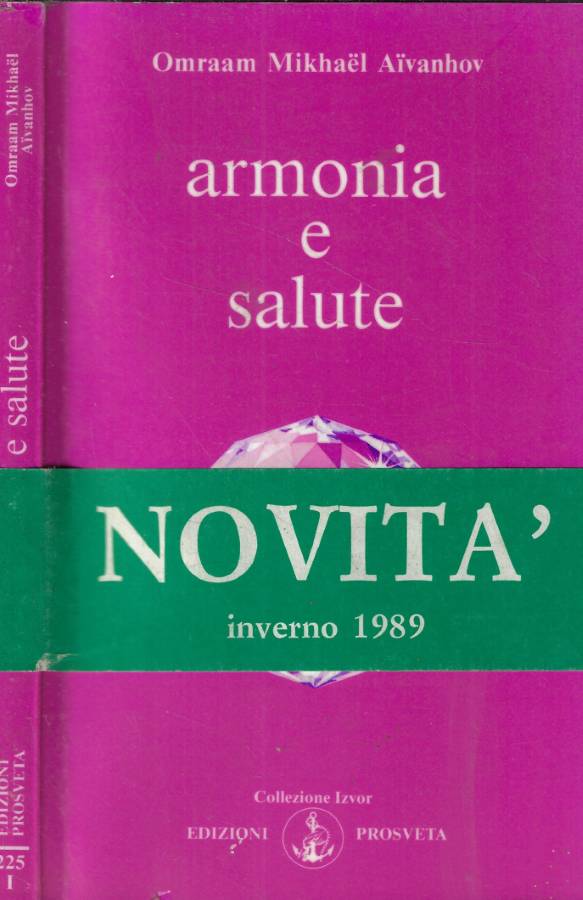 Omraam Mikhaël Aïvanhov
armonia
e
salute
NOVITA’
inverno 1989
Collezione Izvor
EDIZIONI PROSVETA
Omraam Mikhaël
Aïvanhov
e salute
EDIZIONI
PROSVETA
225
I